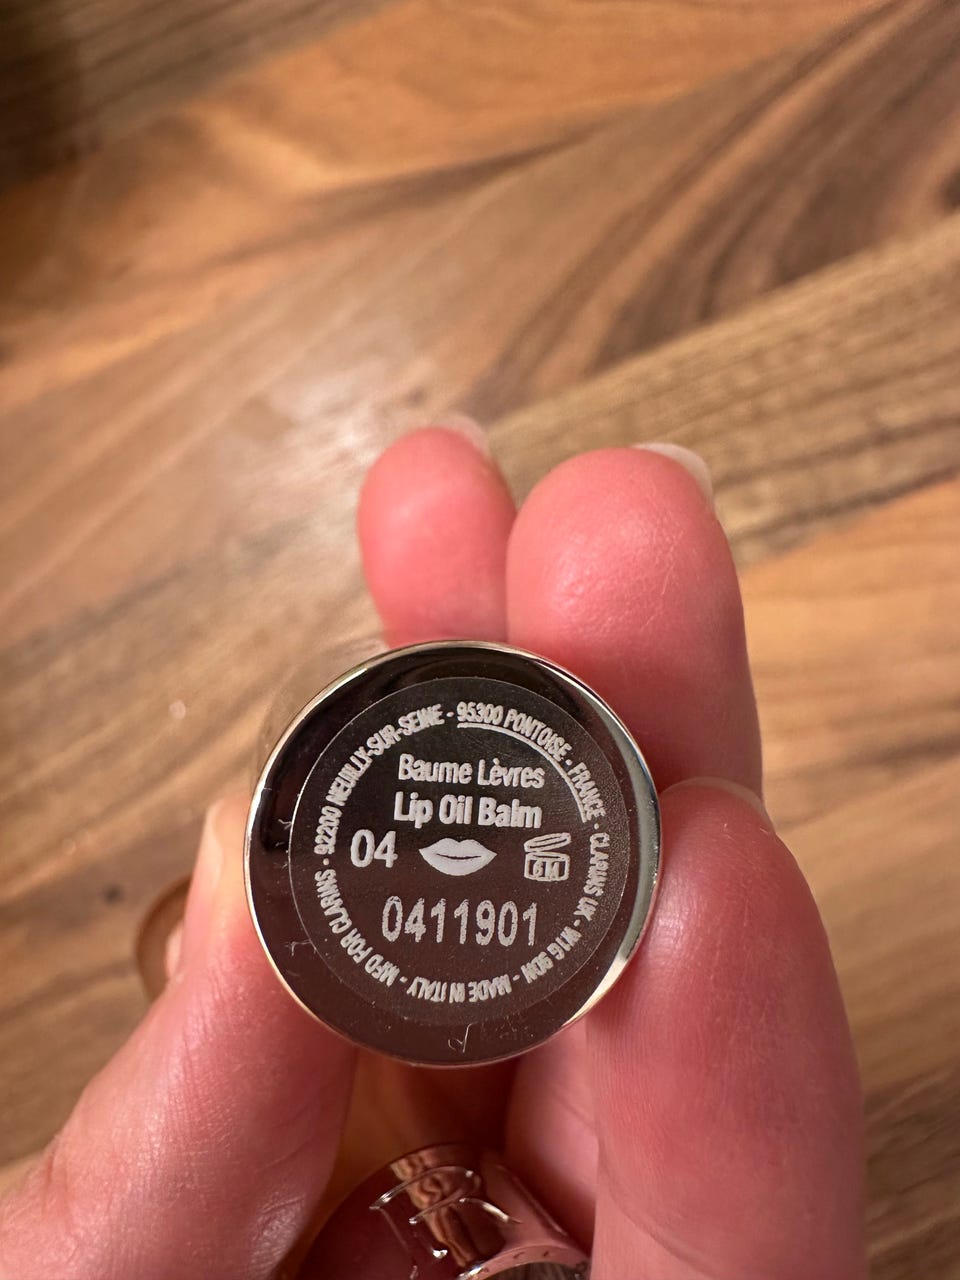 Baume Lèvres
Lip Oil Balm
04
6M
0411901
MFD FOR CLARINS · 92200 NEUILLY-SUR-SEINE - 95300 PONTOISE - FRANCE - CLARINS UK · W1G 9DN - MADE IN ITALY -